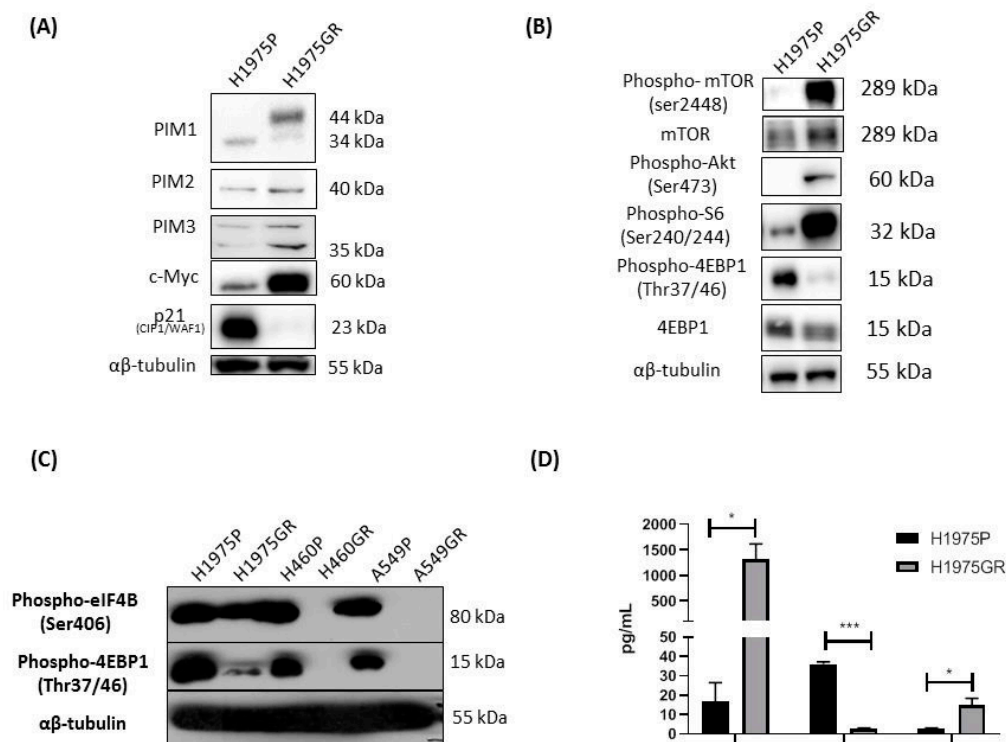 (A)
H1975P H1975GR
PIM1
44 kDa
34 kDa
PIM2 40 kDa
PIM3 35 kDa
c-Myc 60 kDa
p21
(CIP1/WAF1) 23 kDa
αβ-tubulin 55 kDa
(B)
H1975P H1975GR
Phospho- mTOR
(ser2448) 289 kDa
mTOR 289 kDa
Phospho-Akt
(Ser473) 60 kDa
Phospho-S6
(Ser240/244) 32 kDa
Phospho-4EBP1
(Thr37/46) 15 kDa
4EBP1 15 kDa
αβ-tubulin 55 kDa
(C)
H1975P H1975GR H460P H460GR A549P A549GR
Phospho-eIF4B
(Ser406) 80 kDa
Phospho-4EBP1
(Thr37/46) 15 kDa
αβ-tubulin 55 kDa
(D)
pg/mL
2000
1500
1000
500
50
40
30
20
10
0
*
***
*
H1975P
H1975GR